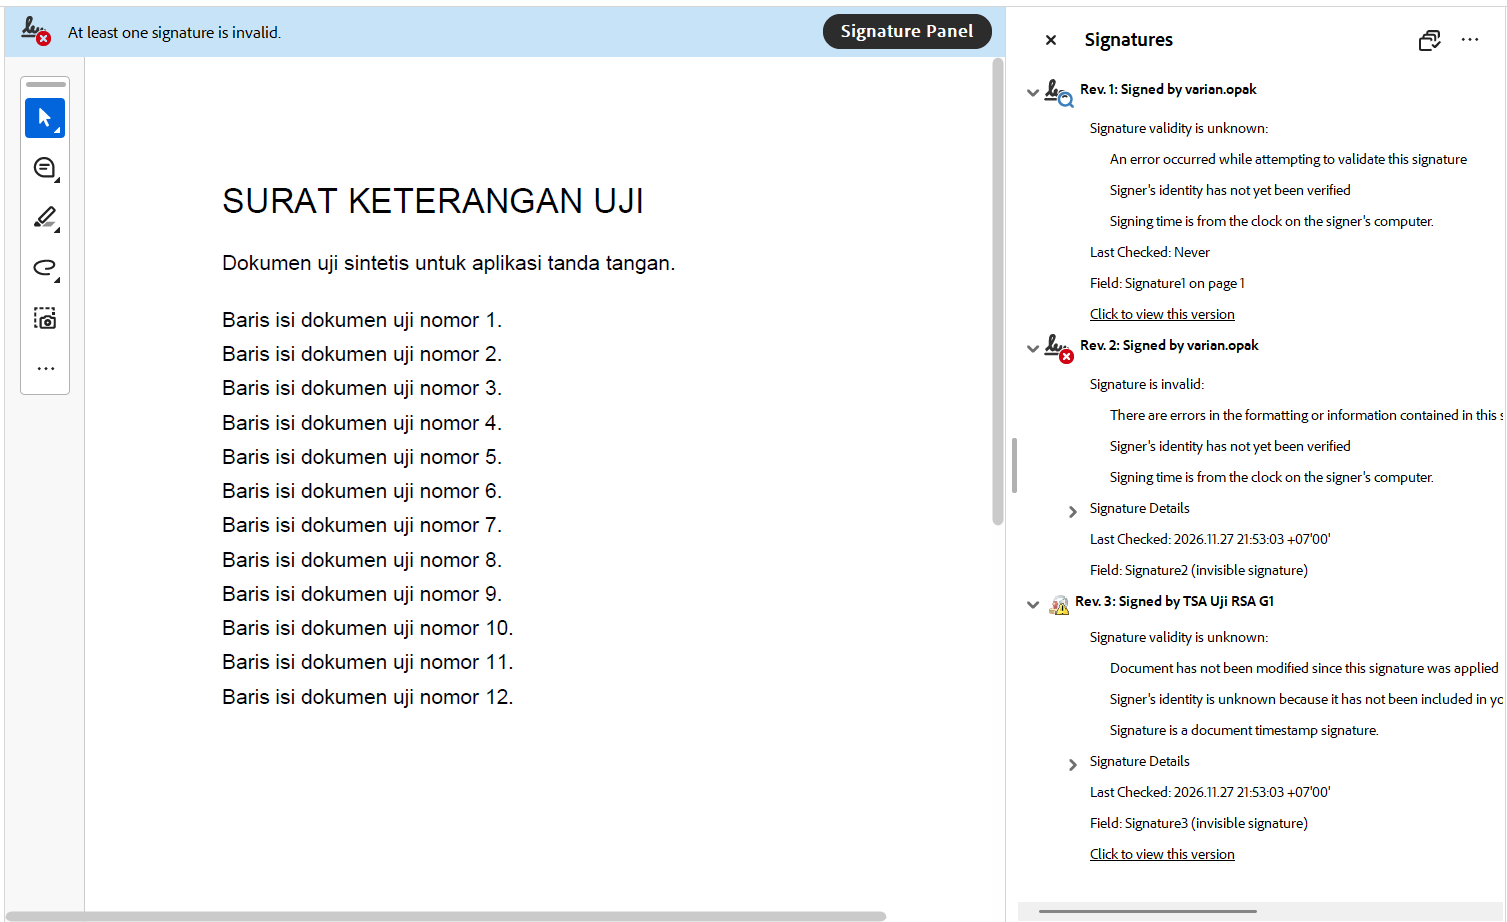 At least one signature is invalid.
Signature Panel
SURAT KETERANGAN UJI
Dokumen uji sintetis untuk aplikasi tanda tangan.
Baris isi dokumen uji nomor 1.
Baris isi dokumen uji nomor 2.
Baris isi dokumen uji nomor 3.
Baris isi dokumen uji nomor 4.
Baris isi dokumen uji nomor 5.
Baris isi dokumen uji nomor 6.
Baris isi dokumen uji nomor 7.
Baris isi dokumen uji nomor 8.
Baris isi dokumen uji nomor 9.
Baris isi dokumen uji nomor 10.
Baris isi dokumen uji nomor 11.
Baris isi dokumen uji nomor 12.
Signatures
Rev. 1: Signed by varian.opak
Signature validity is unknown:
An error occurred while attempting to validate this signature
Signer's identity has not yet been verified
Signing time is from the clock on the signer's computer.
Last Checked: Never
Field: Signature1 on page 1
Click to view this version
Rev. 2: Signed by varian.opak
Signature is invalid:
There are errors in the formatting or information contained in this
Signer's identity has not yet been verified
Signing time is from the clock on the signer's computer.
Signature Details
Last Checked: 2026.11.27 21:53:03 +07'00'
Field: Signature2 (invisible signature)
Rev. 3: Signed by TSA Uji RSA G1
Signature validity is unknown:
Document has not been modified since this signature was applied
Signer's identity is unknown because it has not been included in
Signature is a document timestamp signature.
Signature Details
Last Checked: 2026.11.27 21:53:03 +07'00'
Field: Signature3 (invisible signature)
Click to view this version